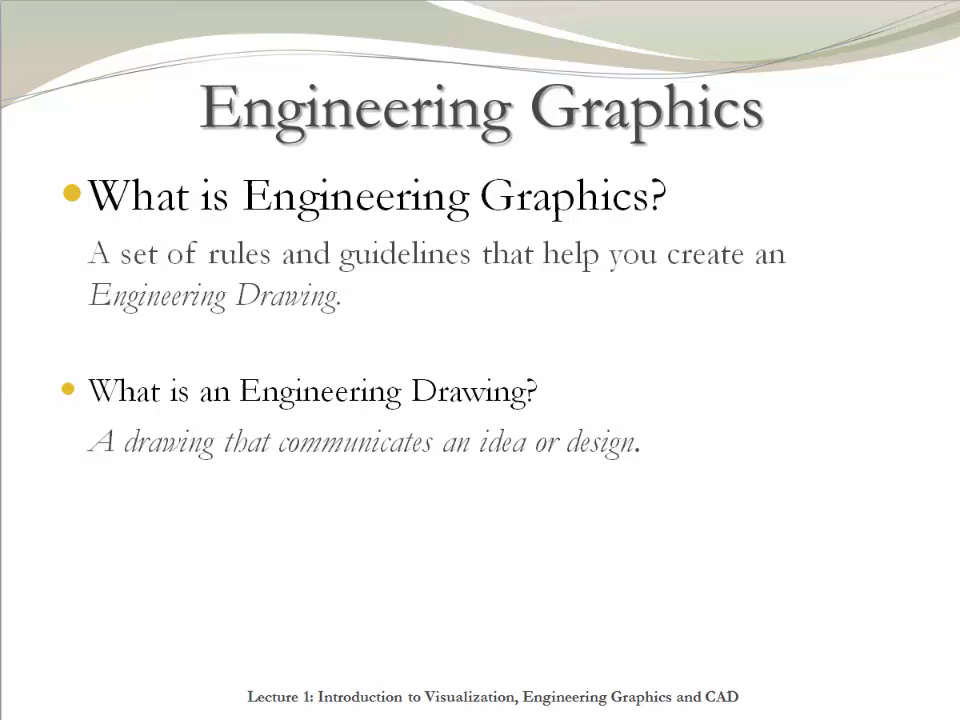 Engineering Graphics
What is Engineering Graphics?
A set of rules and guidelines that help you create an
Engineering Drawing.
What is an Engineering Drawing?
A drawing that communicates an idea or design.
Lecture 1: Introduction to Visualization, Engineering Graphics and CAD